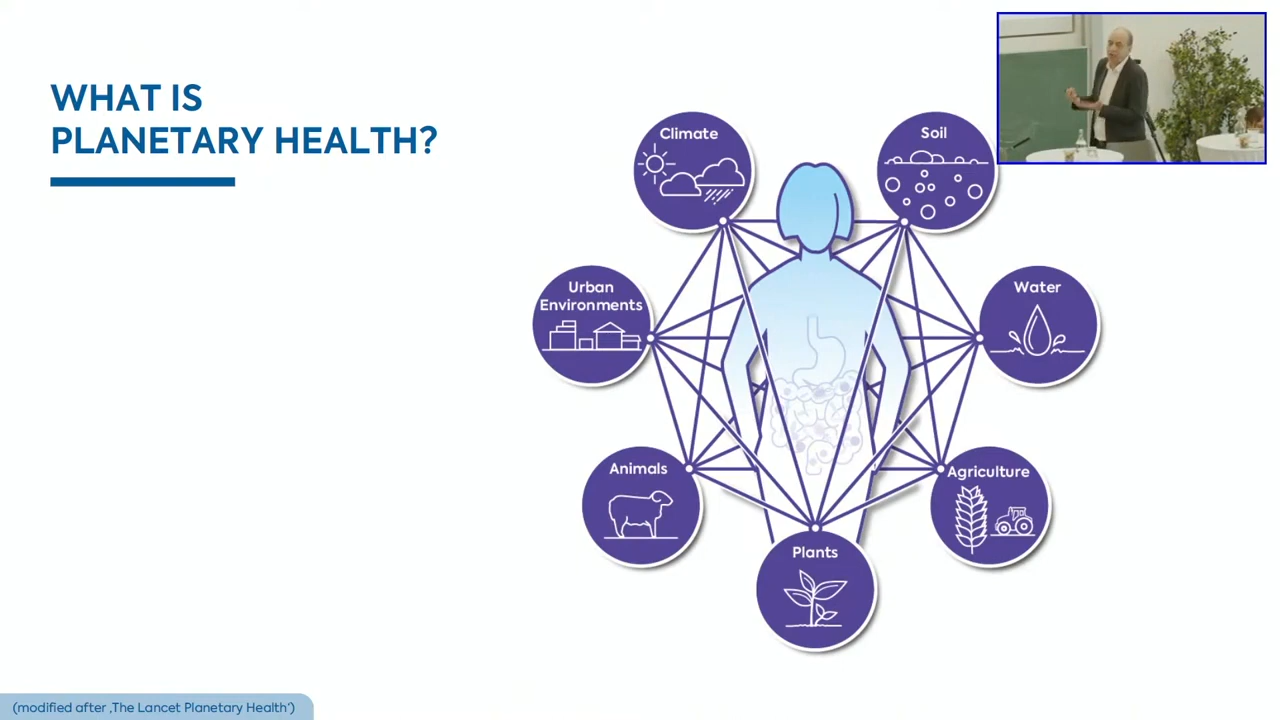 WHAT IS
PLANETARY HEALTH?
Climate
Soil
Urban
Environments
Water
Animals
Agriculture
Plants
(modified after ‚The Lancet Planetary Health‘)